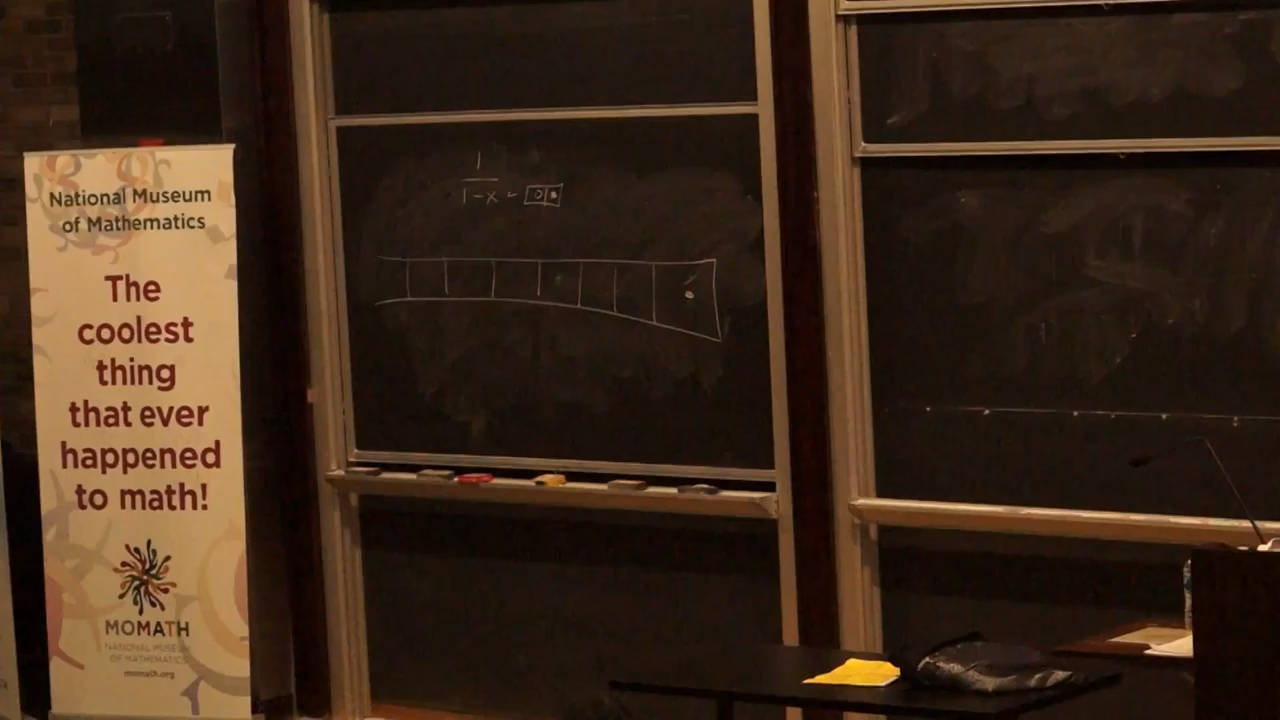 National Museum
of Mathematics
The
coolest
thing
that ever
happened
to math!
MOMATH
NATIONAL MUSEUM
OF MATHEMATICS
momath.org
1
1-x